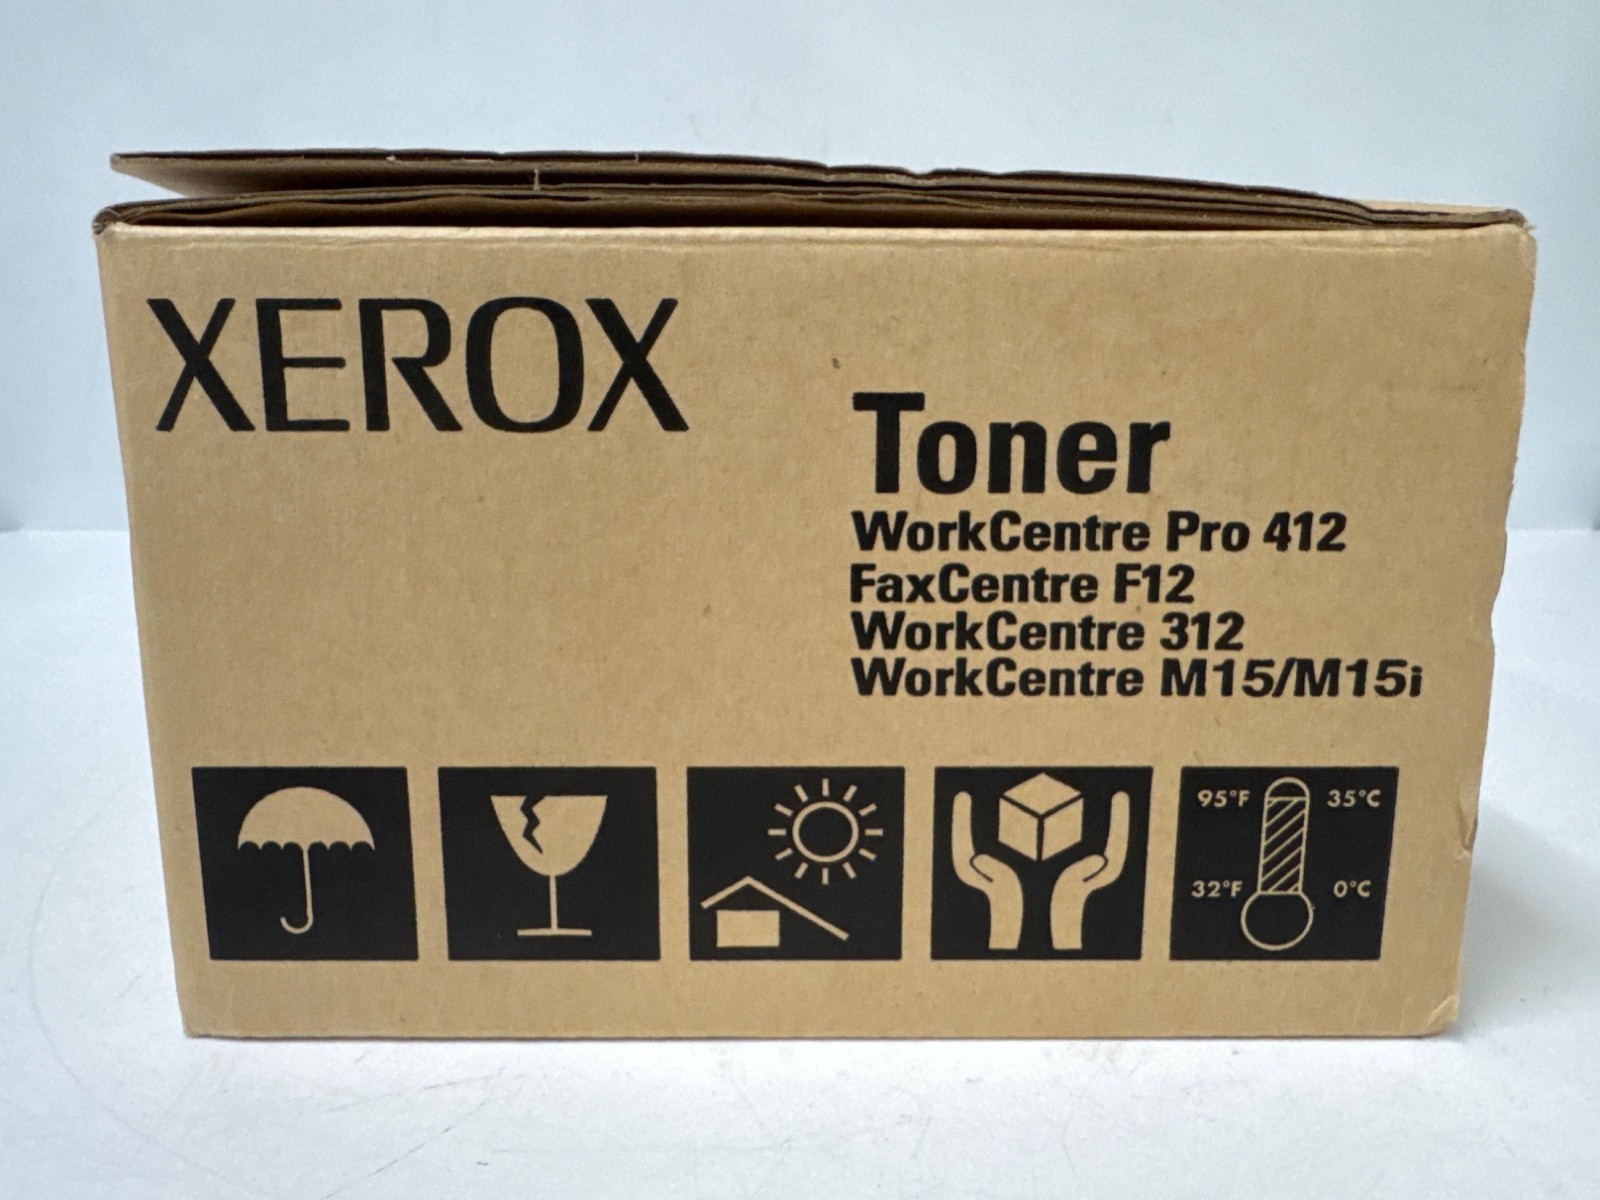 XEROX
Toner
WorkCentre Pro 412
FaxCentre F12
WorkCentre 312
WorkCentre M15/M15i
95°F 35°C
32°F 0°C